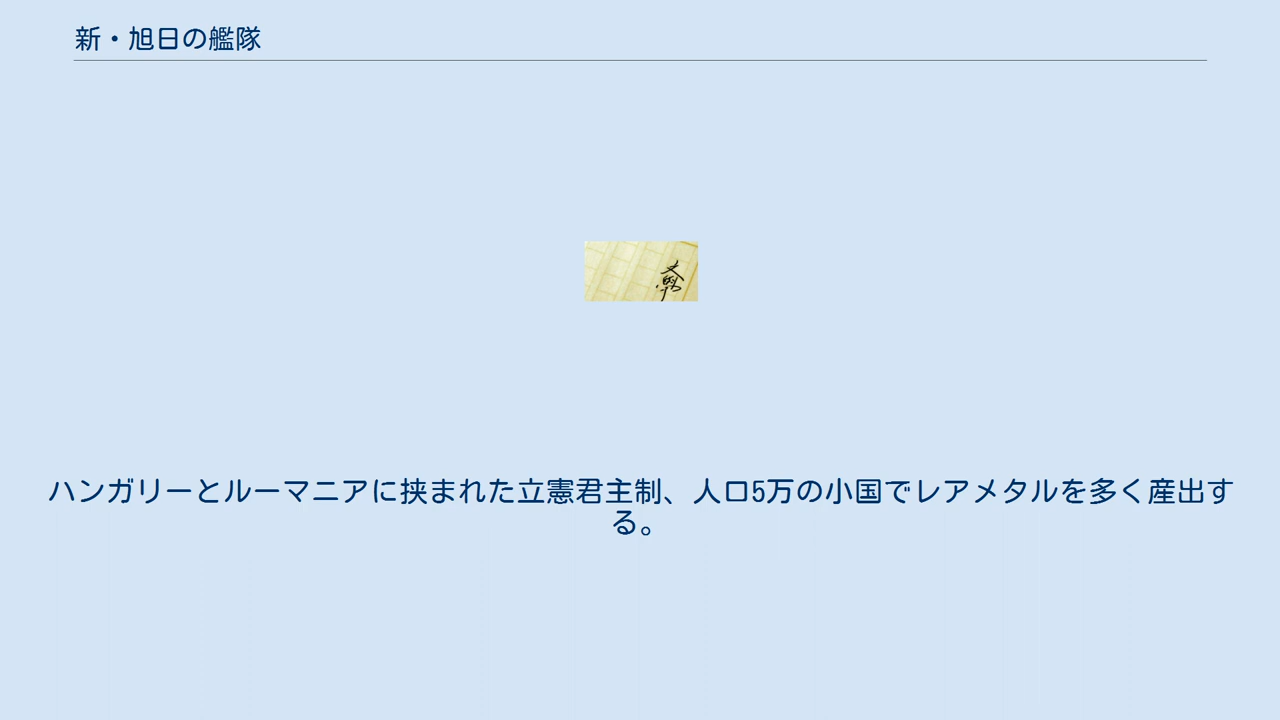 新・旭日の艦隊
ハンガリーとルーマニアに挟まれた立憲君主制、人口5万の小国でレアメタルを多く産出す
る。